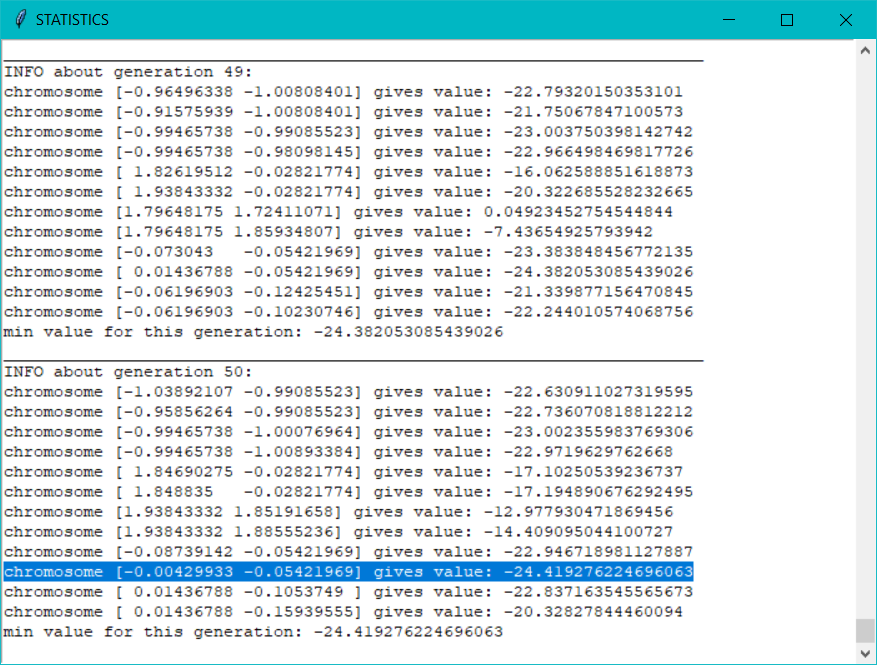 STATISTICS
INFO about generation 49:
chromosome [-0.96496338 -1.00808401] gives value: -22.79320150353101
chromosome [-0.91575939 -1.00808401] gives value: -21.75067847100573
chromosome [-0.99465738 -0.99085523] gives value: -23.003750398142742
chromosome [-0.99465738 -0.98098145] gives value: -22.966498469817726
chromosome [ 1.82619512 -0.02821774] gives value: -16.062588851618873
chromosome [ 1.93843332 -0.02821774] gives value: -20.322685528232665
chromosome [1.79648175 1.72411071] gives value: 0.04923452754544844
chromosome [1.79648175 1.85934807] gives value: -7.43654925793942
chromosome [-0.073043   -0.05421969] gives value: -23.383848456772135
chromosome [ 0.01436788 -0.05421969] gives value: -24.382053085439026
chromosome [-0.06196903 -0.12425451] gives value: -21.339877156470845
chromosome [-0.06196903 -0.10230746] gives value: -22.244010574068756
min value for this generation: -24.382053085439026
INFO about generation 50:
chromosome [-1.03892107 -0.99085523] gives value: -22.630911027319595
chromosome [-0.95856264 -0.99085523] gives value: -22.736070818812212
chromosome [-0.99465738 -1.00076964] gives value: -23.002355983769306
chromosome [-0.99465738 -1.00893384] gives value: -22.9719629762668
chromosome [ 1.84690275 -0.02821774] gives value: -17.10250539236737
chromosome [ 1.848835   -0.02821774] gives value: -17.194890676292495
chromosome [1.93843332 1.85191658] gives value: -12.977930471869456
chromosome [1.93843332 1.88555236] gives value: -14.409095044100727
chromosome [-0.08739142 -0.05421969] gives value: -22.946718981127887
chromosome [-0.00429933 -0.05421969] gives value: -24.419276224696063
chromosome [ 0.01436788 -0.1053749 ] gives value: -22.837163545565673
chromosome [ 0.01436788 -0.15939555] gives value: -20.32827844460094
min value for this generation: -24.419276224696063